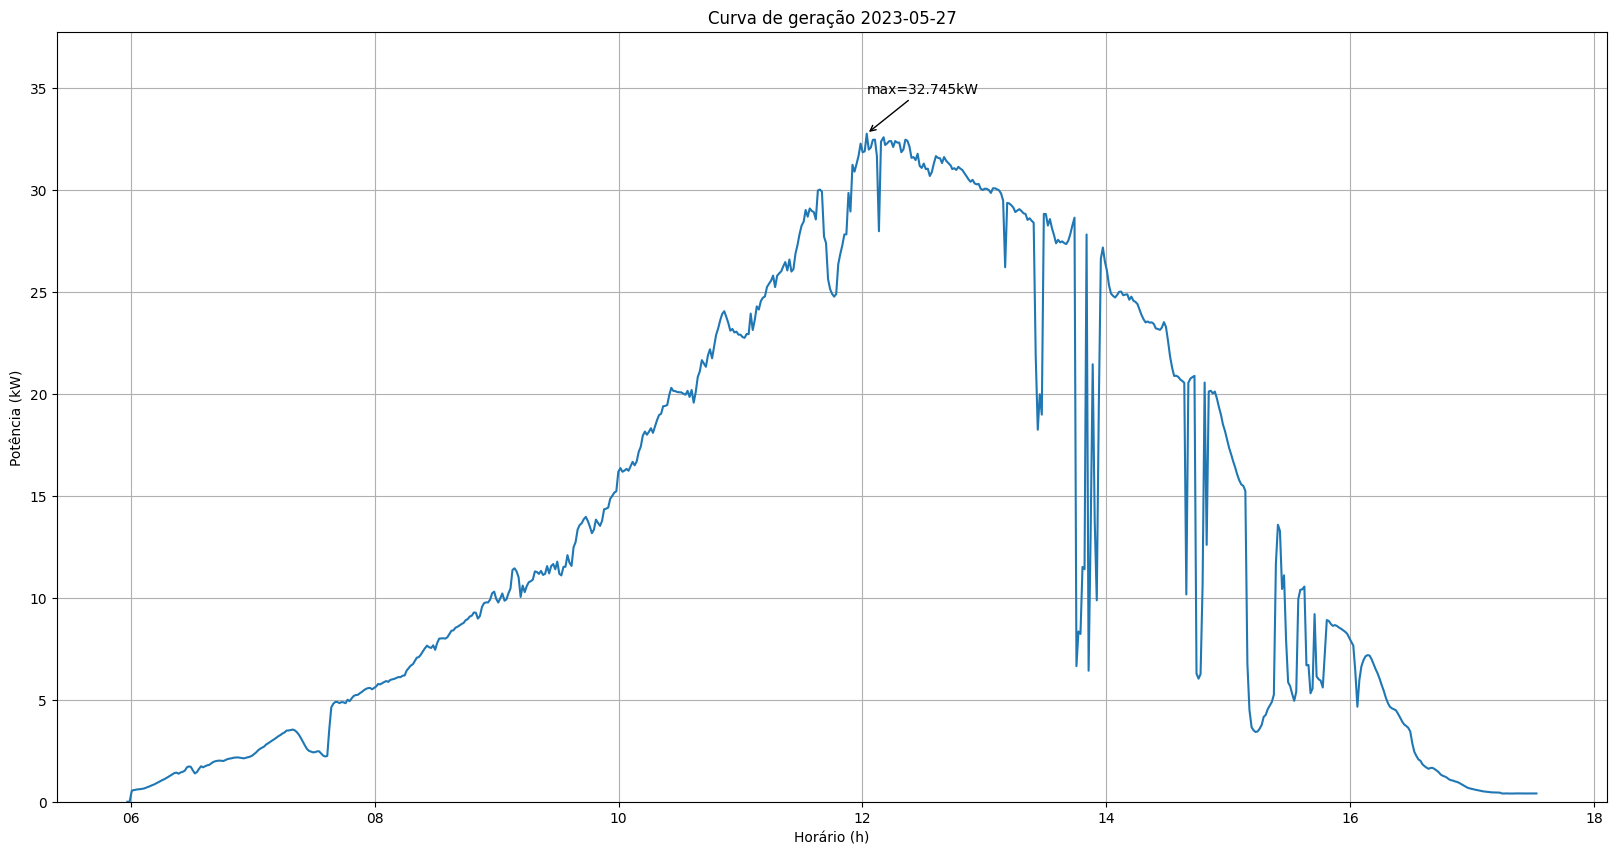 Curva de geração 2023-05-27
max=32.745kW
Potência (kW)
35
30
25
20
15
10
5
0
06 08 10 12 14 16 18
Horário (h)